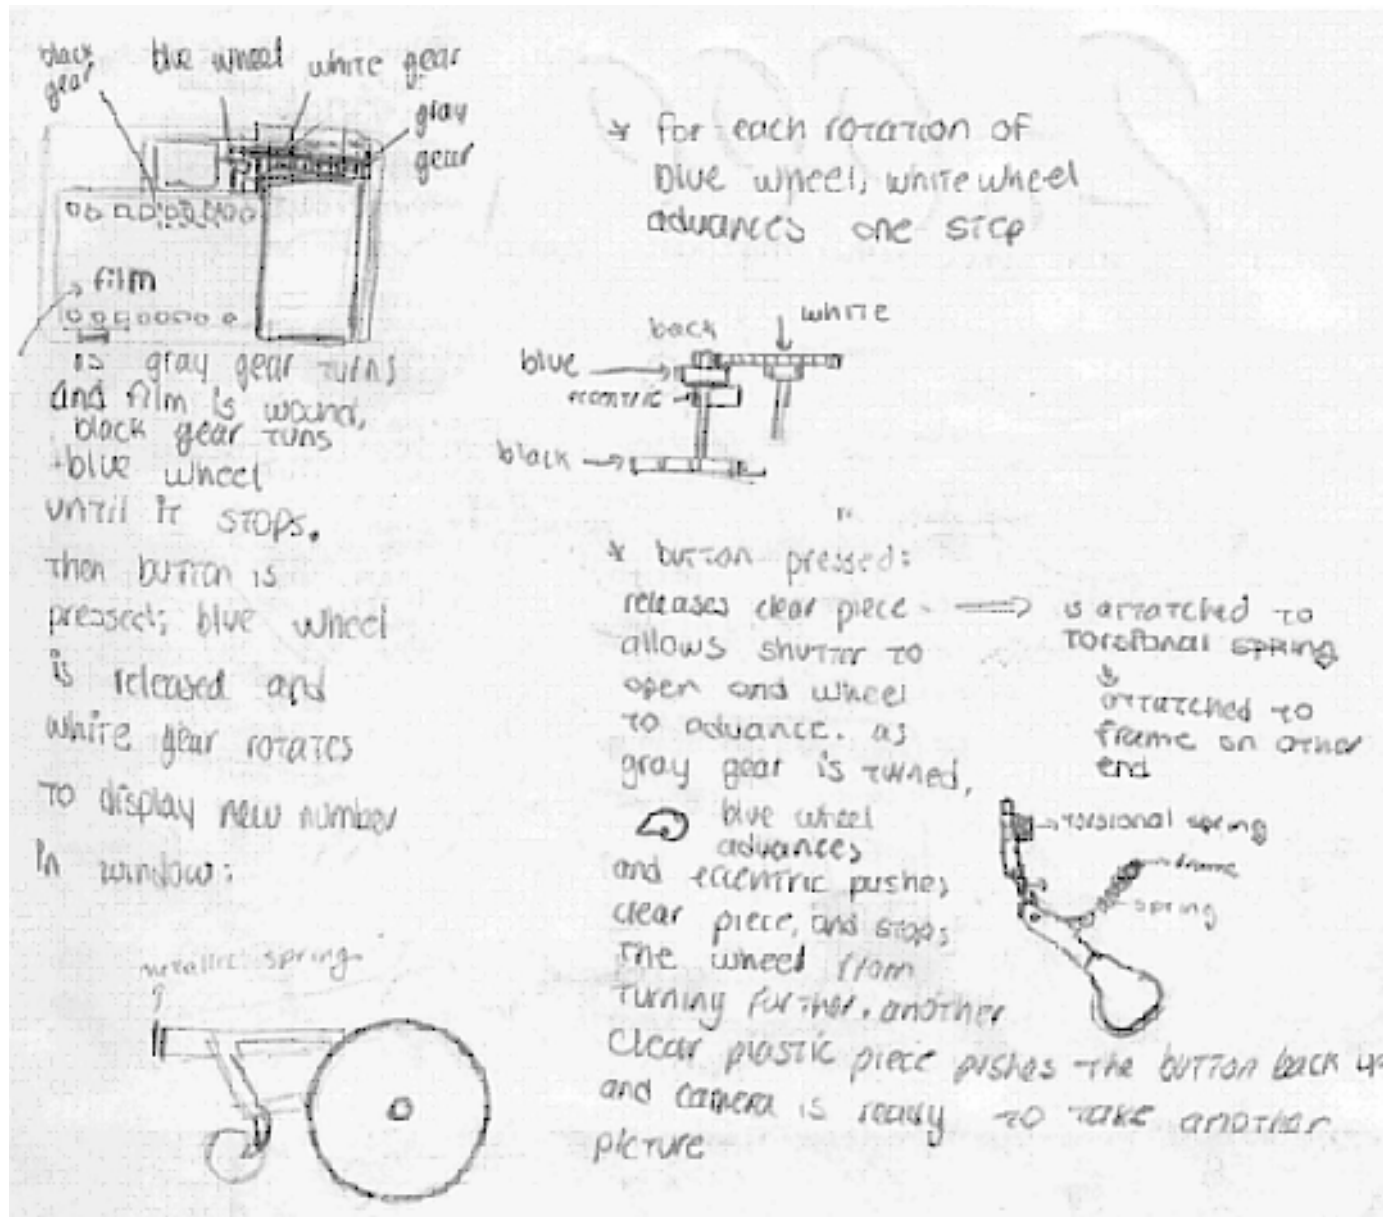 black
gear
blue wheel
white gear
gray
gear
film
as gray gear turns
and film is wound,
black gear turns
blue wheel
until it stops.
then button is
pressed; blue wheel
is released and
white gear rotates
to display new number
in window:
metallic spring
* for each rotation of
blue wheel, white wheel
advances one step
back
white
blue
eccentric
black
* button pressed:
releases clear piece
allows shutter to
open and wheel
to advance. as
gray gear is turned,
blue wheel
advances
and eccentric pushes
clear piece, and stops
the wheel from
turning further. another
clear plastic piece pushes the button back up
and camera is ready to take another
picture
is attatched to
torsional spring
attatched to
frame on other
end
torsional spring
frame
spring